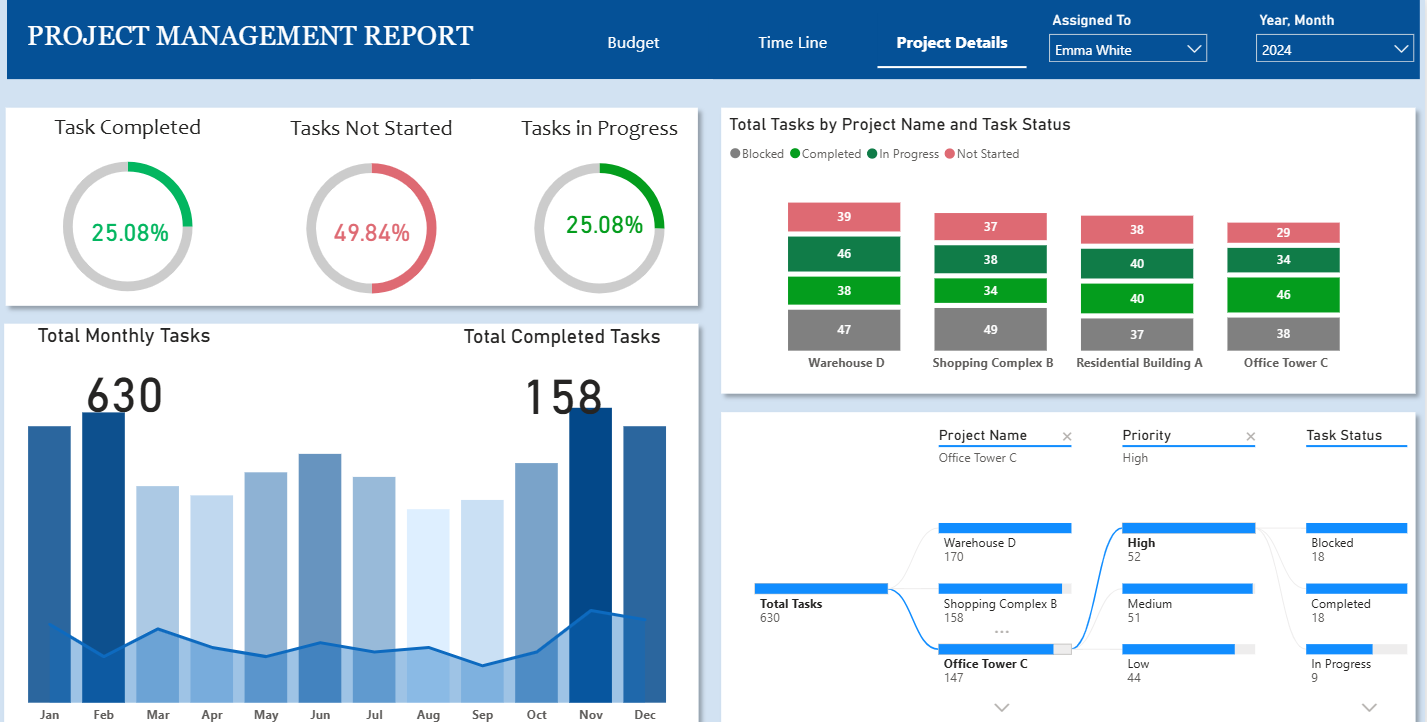 PROJECT MANAGEMENT REPORT
Budget
Time Line
Project Details
Assigned To
Emma White
Year, Month
2024
Task Completed
Tasks Not Started
Tasks in Progress
25.08%
49.84%
25.08%
Total Tasks by Project Name and Task Status
Blocked Completed In Progress Not Started
39 37 38 29
46 38 40 34
38 34 40 46
47 49 37 38
Warehouse D Shopping Complex B Residential Building A Office Tower C
Total Monthly Tasks
Total Completed Tasks
630
158
Jan Feb Mar Apr May Jun Jul Aug Sep Oct Nov Dec
Project Name
Office Tower C
Priority
High
Task Status
Total Tasks
630
Warehouse D
170
Shopping Complex B
158
Office Tower C
147
High
52
Medium
51
Low
44
Blocked
18
Completed
18
In Progress
9